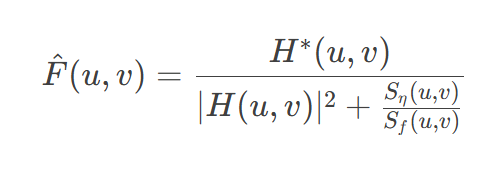 F̂(u, v) = H*(u, v) / (|H(u, v)|² + S_η(u,v) / S_f(u,v))